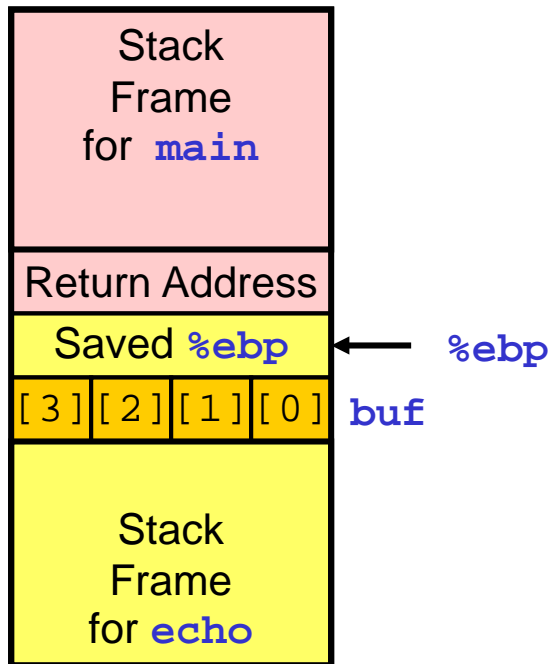 Stack
Frame
for main
Return Address
Saved %ebp
%ebp
[3][2][1][0]
buf
Stack
Frame
for echo